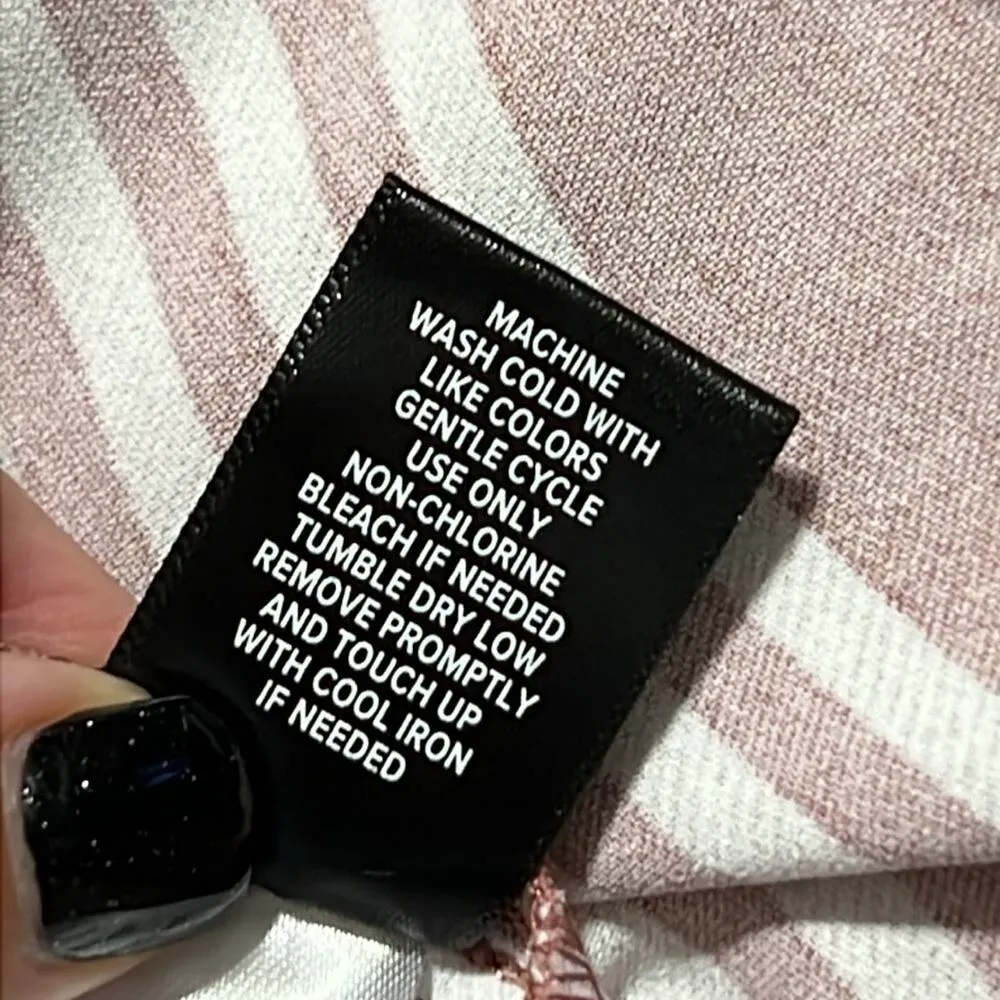 MACHINE
WASH COLD WITH
LIKE COLORS
GENTLE CYCLE
USE ONLY
NON-CHLORINE
BLEACH IF NEEDED
TUMBLE DRY LOW
REMOVE PROMPTLY
AND TOUCH UP
WITH COOL IRON
IF NEEDED